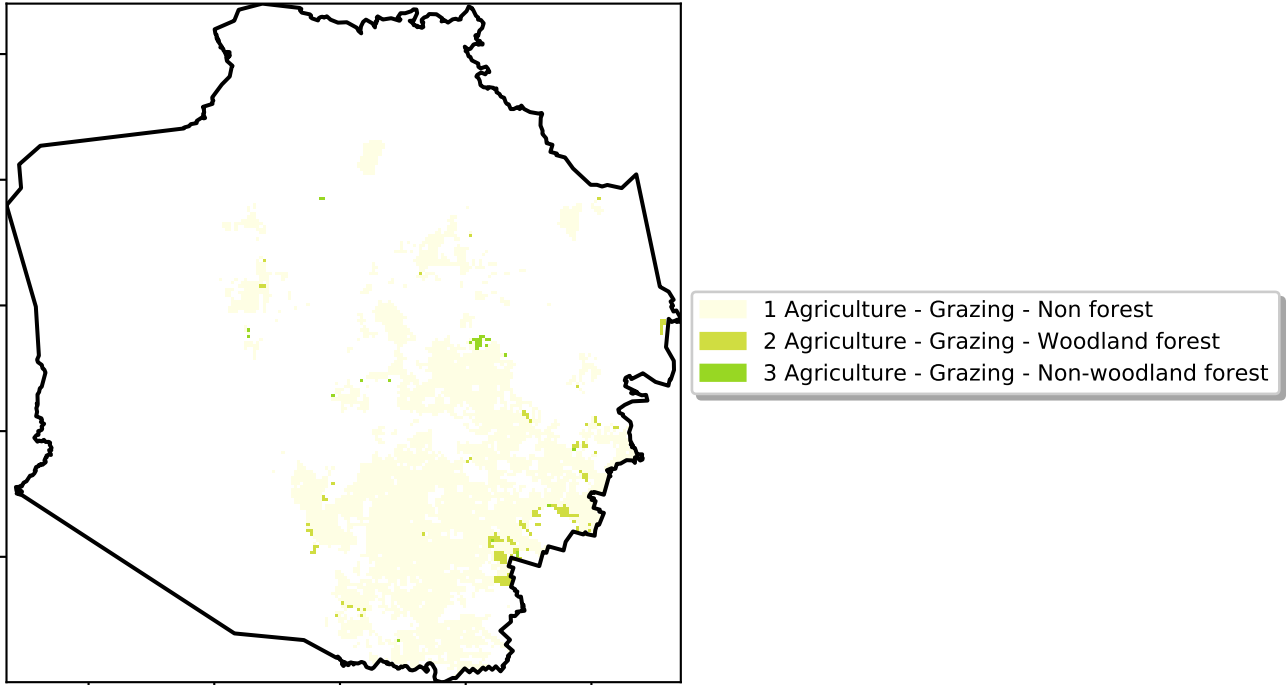 1 Agriculture - Grazing - Non forest
2 Agriculture - Grazing - Woodland forest
3 Agriculture - Grazing - Non-woodland forest